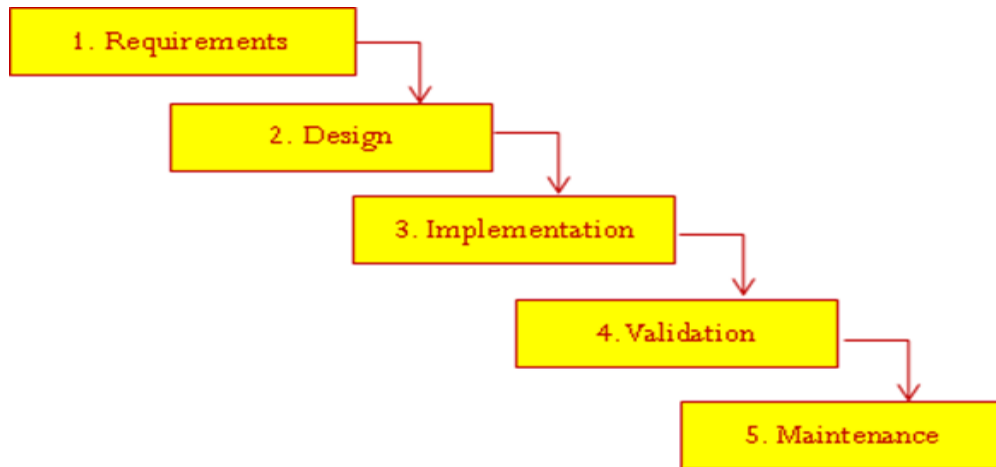 1. Requirements
2. Design
3. Implementation
4. Validation
5. Maintenance